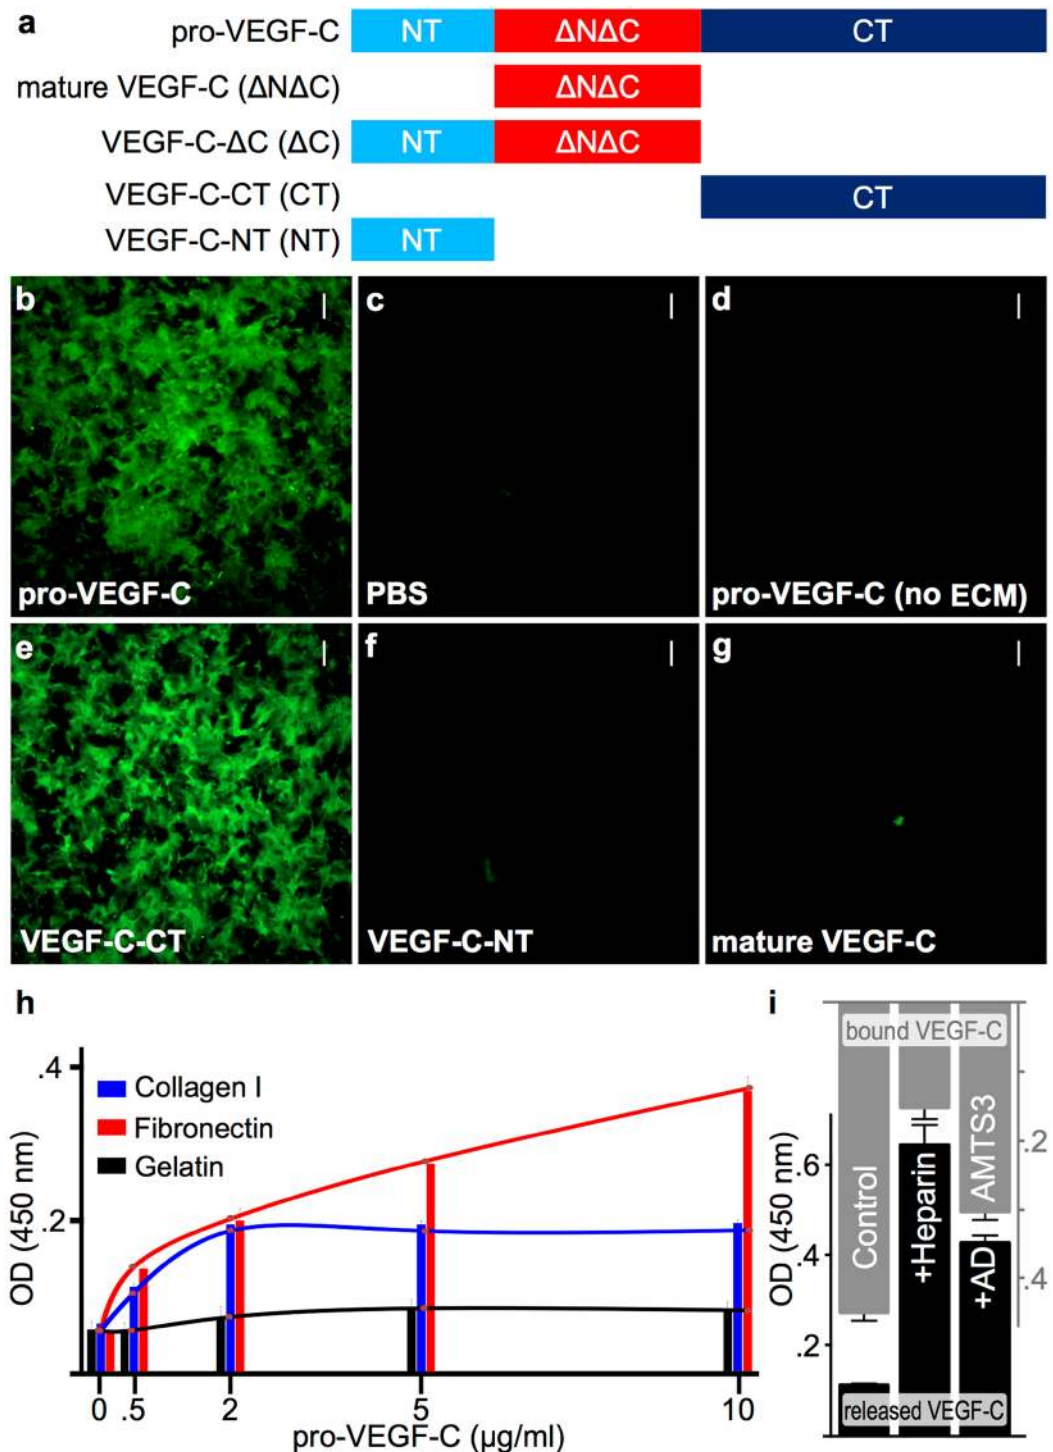 a
pro-VEGF-C NT ΔNΔC CT
mature VEGF-C (ΔNΔC) ΔNΔC
VEGF-C-ΔC (ΔC) NT ΔNΔC
VEGF-C-CT (CT) CT
VEGF-C-NT (NT) NT
b
pro-VEGF-C
c
PBS
d
pro-VEGF-C (no ECM)
e
VEGF-C-CT
f
VEGF-C-NT
g
mature VEGF-C
h
OD (450 nm)
.4
.2
Collagen I
Fibronectin
Gelatin
0 .5 2 5 10
pro-VEGF-C (µg/ml)
i
bound VEGF-C
OD (450 nm)
.6
.4
.2
Control
+Heparin
+AD AMTS3
.2
.4
released VEGF-C